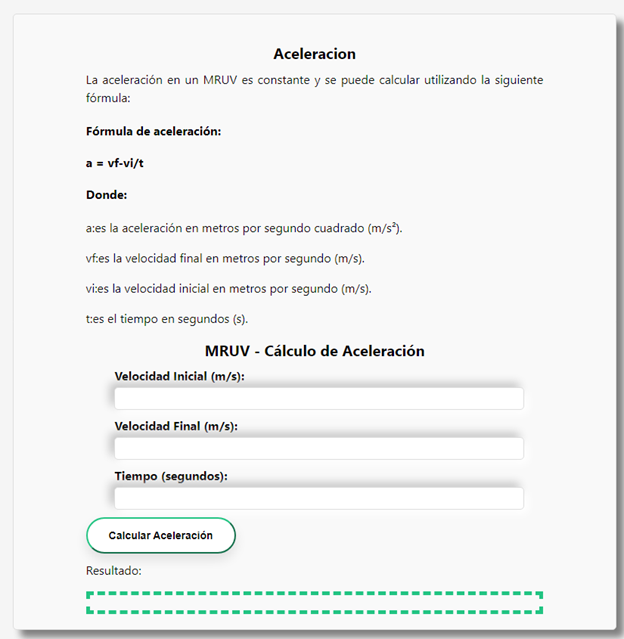 Aceleracion
La aceleración en un MRUV es constante y se puede calcular utilizando la siguiente
fórmula:
Fórmula de aceleración:
a = vf-vi/t
Donde:
a:es la aceleración en metros por segundo cuadrado (m/s²).
vf:es la velocidad final en metros por segundo (m/s).
vi:es la velocidad inicial en metros por segundo (m/s).
t:es el tiempo en segundos (s).
MRUV - Cálculo de Aceleración
Velocidad Inicial (m/s):
Velocidad Final (m/s):
Tiempo (segundos):
Calcular Aceleración
Resultado: